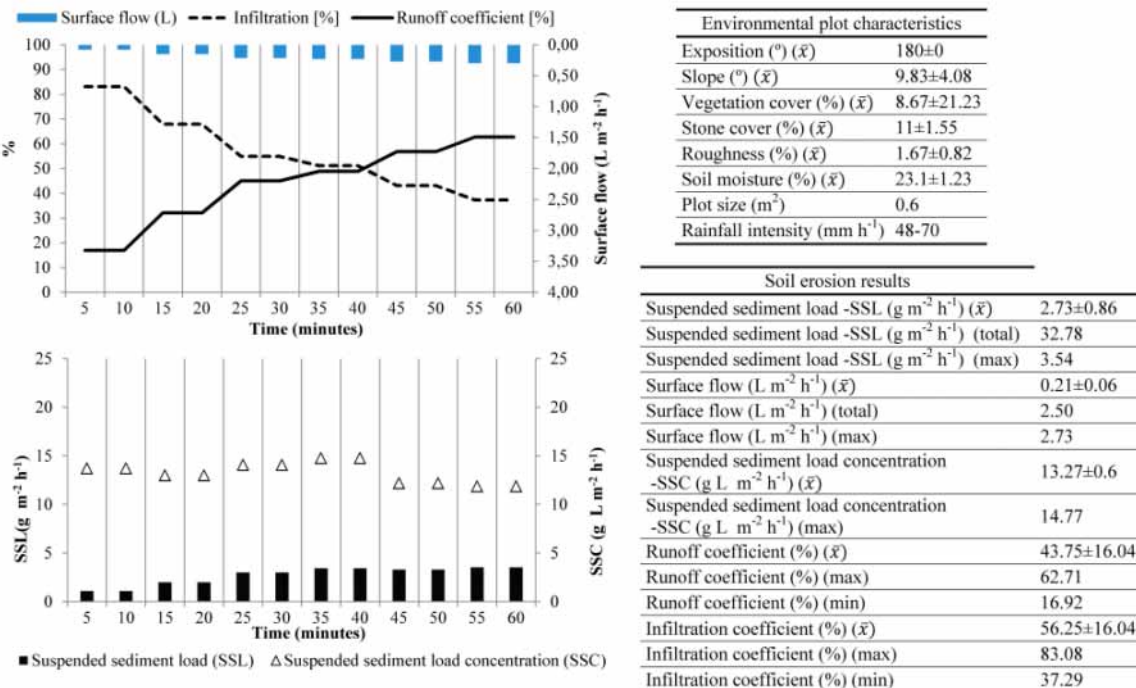 Surface flow (L) Infiltration [%] Runoff coefficient [%]
100 90 80 70 60 50 40 30 20 10 0
%
0,00 0,50 1,00 1,50 2,00 2,50 3,00 3,50 4,00
Surface flow (L m-2 h-1)
5 10 15 20 25 30 35 40 45 50 55 60
Time (minutes)
25 20 15 10 5 0
SSL(g m-2 h-1)
25 20 15 10 5 0
SSC (g L m-2 h-1)
5 10 15 20 25 30 35 40 45 50 55 60
Time (minutes)
Suspended sediment load (SSL) Suspended sediment load concentration (SSC)
Environmental plot characteristics
Exposition (º) (x̄) 180±0
Slope (º) (x̄) 9.83±4.08
Vegetation cover (%) (x̄) 8.67±21.23
Stone cover (%) (x̄) 11±1.55
Roughness (%) (x̄) 1.67±0.82
Soil moisture (%) (x̄) 23.1±1.23
Plot size (m2) 0.6
Rainfall intensity (mm h-1) 48-70
Soil erosion results
Suspended sediment load -SSL (g m-2 h-1) (x̄) 2.73±0.86
Suspended sediment load -SSL (g m-2 h-1) (total) 32.78
Suspended sediment load -SSL (g m-2 h-1) (max) 3.54
Surface flow (L m-2 h-1) (x̄) 0.21±0.06
Surface flow (L m-2 h-1) (total) 2.50
Surface flow (L m-2 h-1) (max) 2.73
Suspended sediment load concentration
-SSC (g L m-2 h-1) (x̄) 13.27±0.6
Suspended sediment load concentration
-SSC (g L m-2 h-1) (max) 14.77
Runoff coefficient (%) (x̄) 43.75±16.04
Runoff coefficient (%) (max) 62.71
Runoff coefficient (%) (min) 16.92
Infiltration coefficient (%) (x̄) 56.25±16.04
Infiltration coefficient (%) (max) 83.08
Infiltration coefficient (%) (min) 37.29